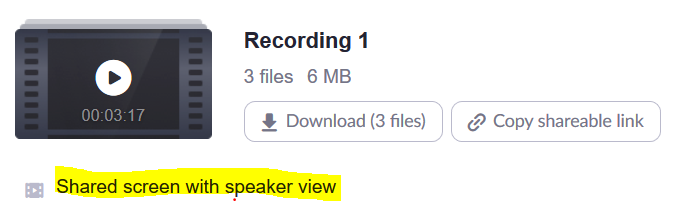 Recording 1
3 files 6 MB
00:03:17
Download (3 files) Copy shareable link
Shared screen with speaker view